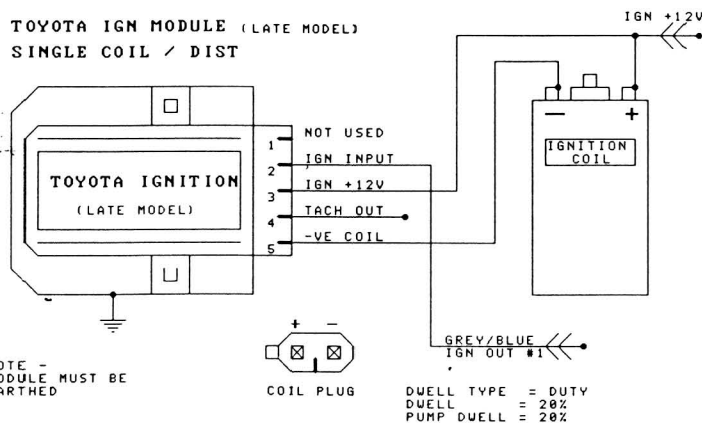 TOYOTA IGN MODULE (LATE MODEL)
SINGLE COIL / DIST
IGN +12V
1 NOT USED
2 IGN INPUT
3 IGN +12V
4 TACH OUT
5 -VE COIL
TOYOTA IGNITION
(LATE MODEL)
- +
IGNITION
COIL
+ -
COIL PLUG
GREY/BLUE
IGN OUT #1
OTE -
ODULE MUST BE
ARTHED
DWELL TYPE = DUTY
DWELL = 20%
PUMP DWELL = 20%